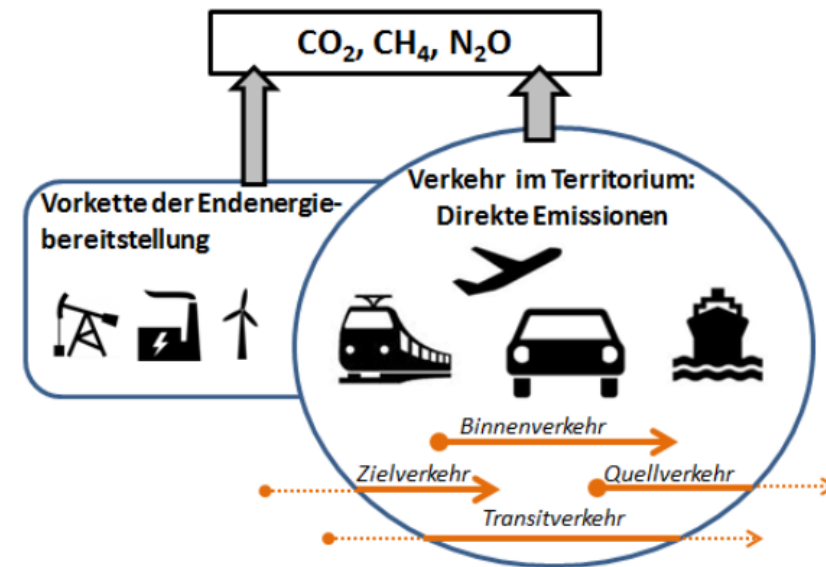 CO₂, CH₄, N₂O
Vorkette der Endenergie-
bereitstellung
Verkehr im Territorium:
Direkte Emissionen
Binnenverkehr
Zielverkehr
Quellverkehr
Transitverkehr